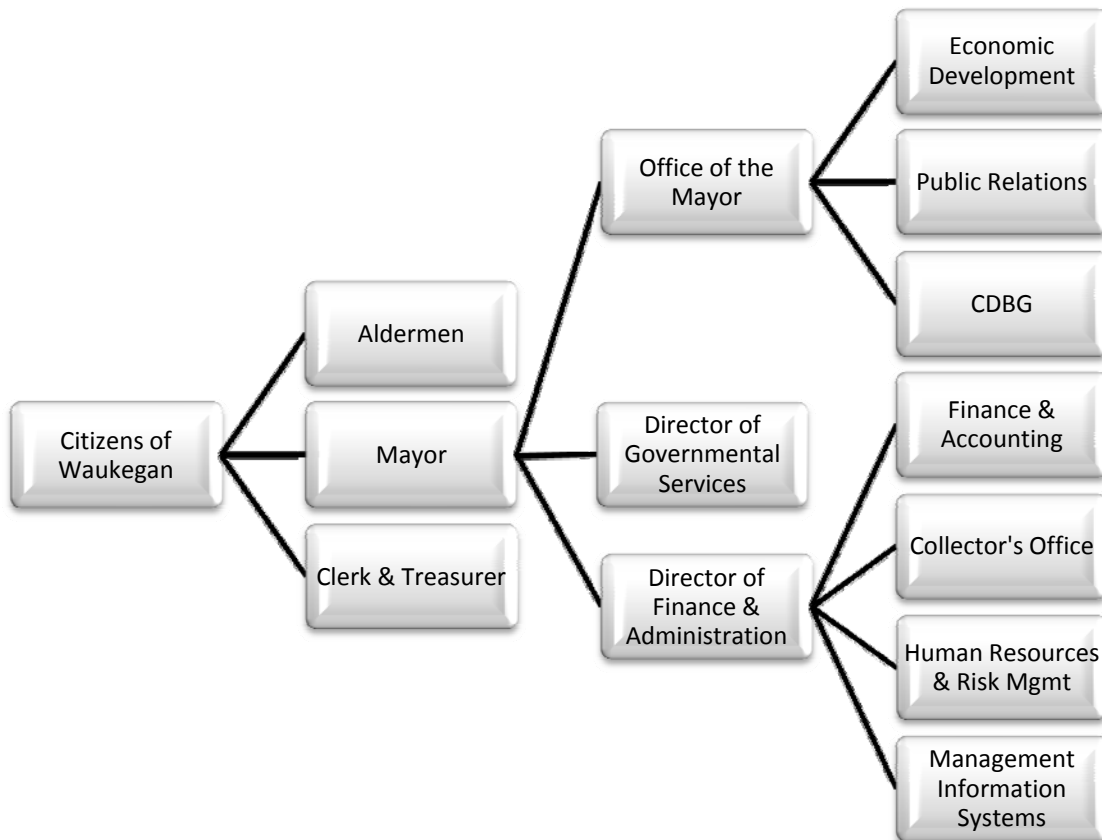 Citizens of
Waukegan
Aldermen
Mayor
Clerk & Treasurer
Office of the
Mayor
Director of
Governmental
Services
Director of
Finance &
Administration
Economic
Development
Public Relations
CDBG
Finance &
Accounting
Collector's Office
Human Resources
& Risk Mgmt
Management
Information
Systems